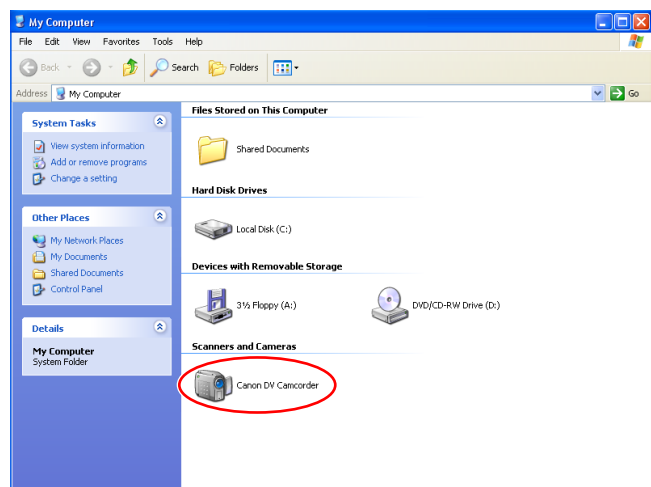 My Computer
File Edit View Favorites Tools Help
Back Search Folders
Address My Computer Go
System Tasks
View system information
Add or remove programs
Change a setting
Other Places
My Network Places
My Documents
Shared Documents
Control Panel
Details
My Computer
System Folder
Files Stored on This Computer
Shared Documents
Hard Disk Drives
Local Disk (C:)
Devices with Removable Storage
3½ Floppy (A:) DVD/CD-RW Drive (D:)
Scanners and Cameras
Canon DV Camcorder